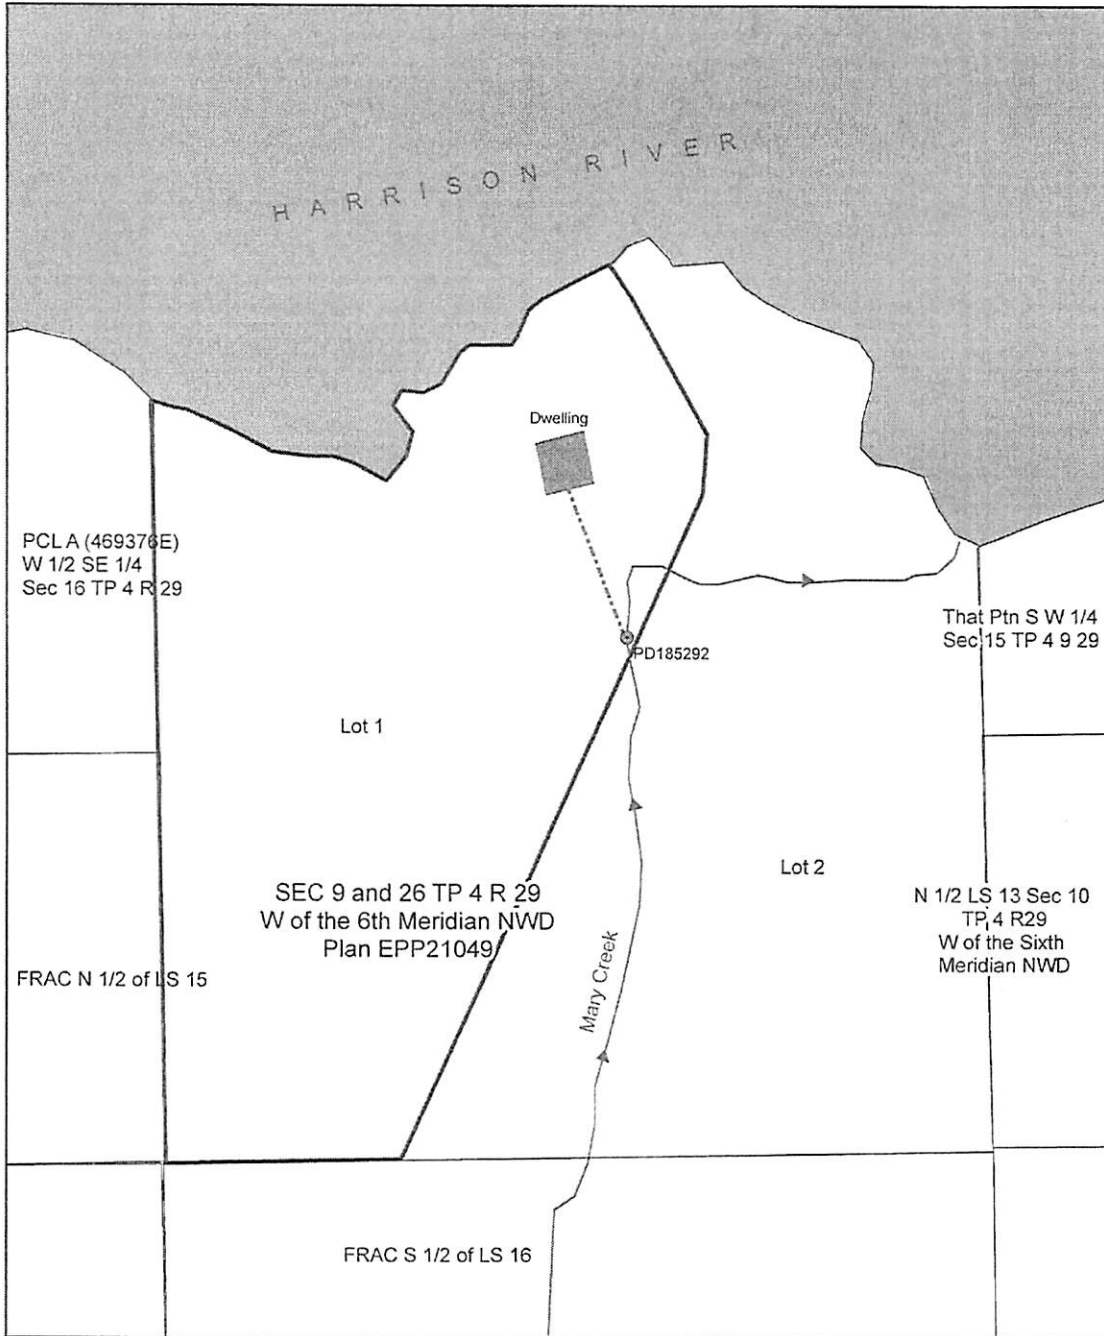 HARRISON RIVER
Dwelling
PCL A (469376E)
W 1/2 SE 1/4
Sec 16 TP 4 R 29
That Ptn S W 1/4
Sec 15 TP 4 9 29
PD185292
Lot 1
Lot 2
SEC 9 and 26 TP 4 R 29
W of the 6th Meridian NWD
Plan EPP21049
N 1/2 LS 13 Sec 10
TP 4 R29
W of the Sixth
Meridian NWD
FRAC N 1/2 of LS 15
Mary Creek
FRAC S 1/2 of LS 16